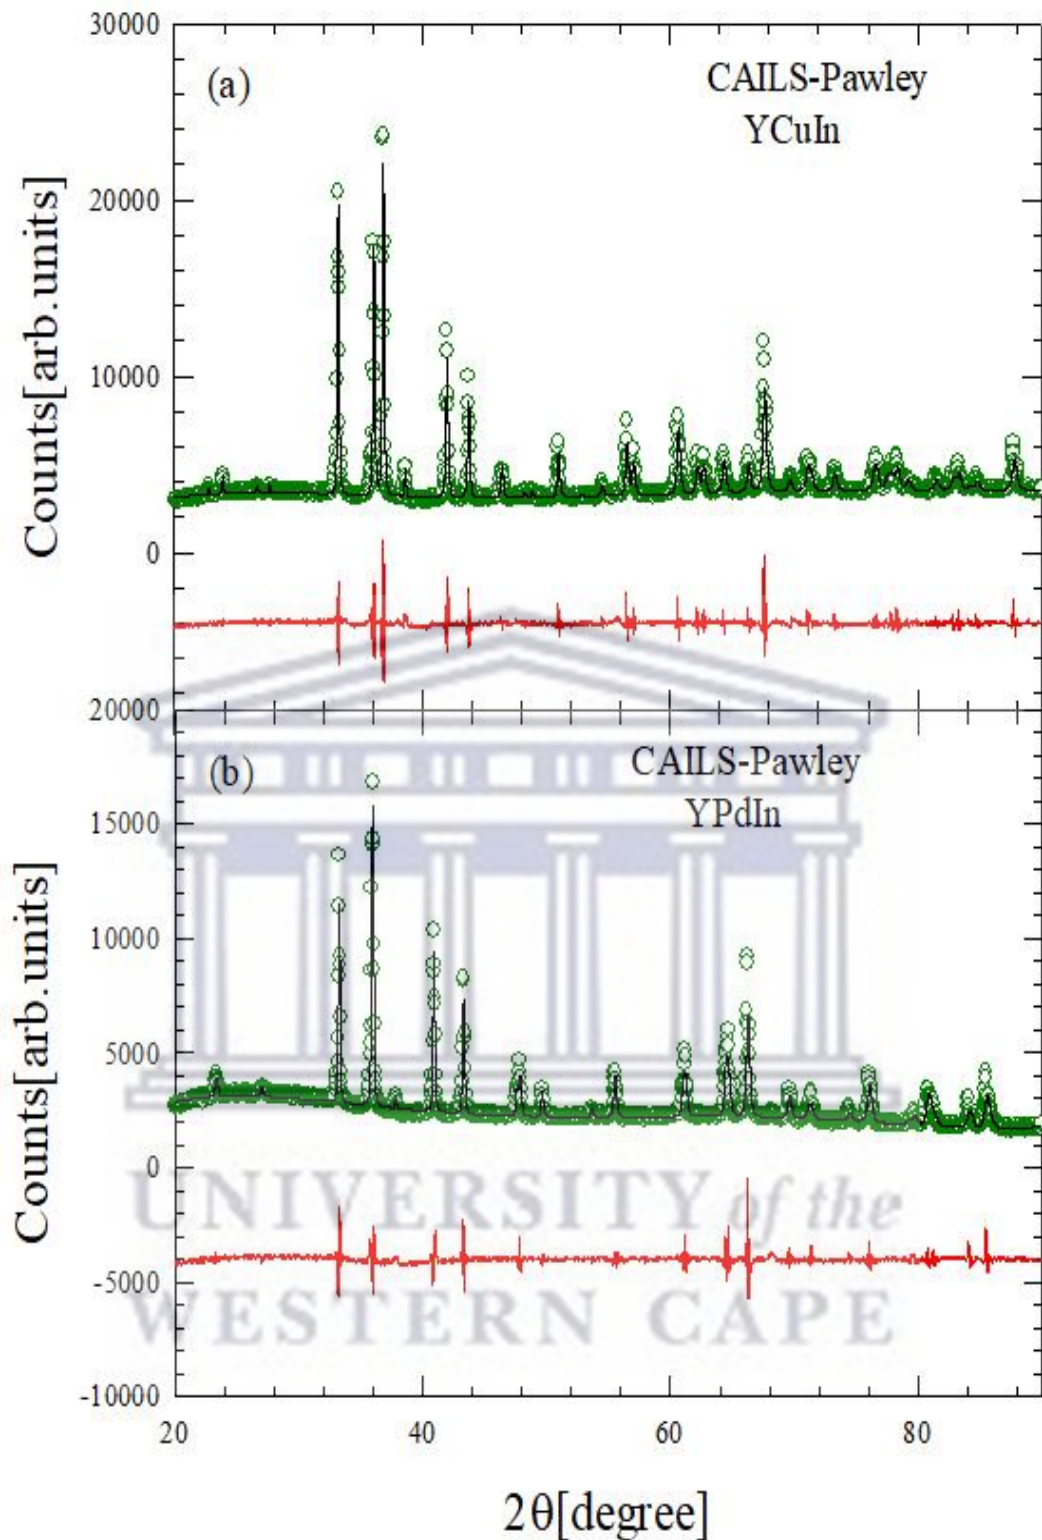 30000
(a)
CAILS-Pawley
YCuIn
20000
10000
0
Counts[arb.units]
20000
(b)
CAILS-Pawley
YPdIn
15000
10000
5000
0
-5000
-10000
Counts[arb.units]
UNIVERSITY of the
WESTERN CAPE
20
40
60
80
2θ[degree]